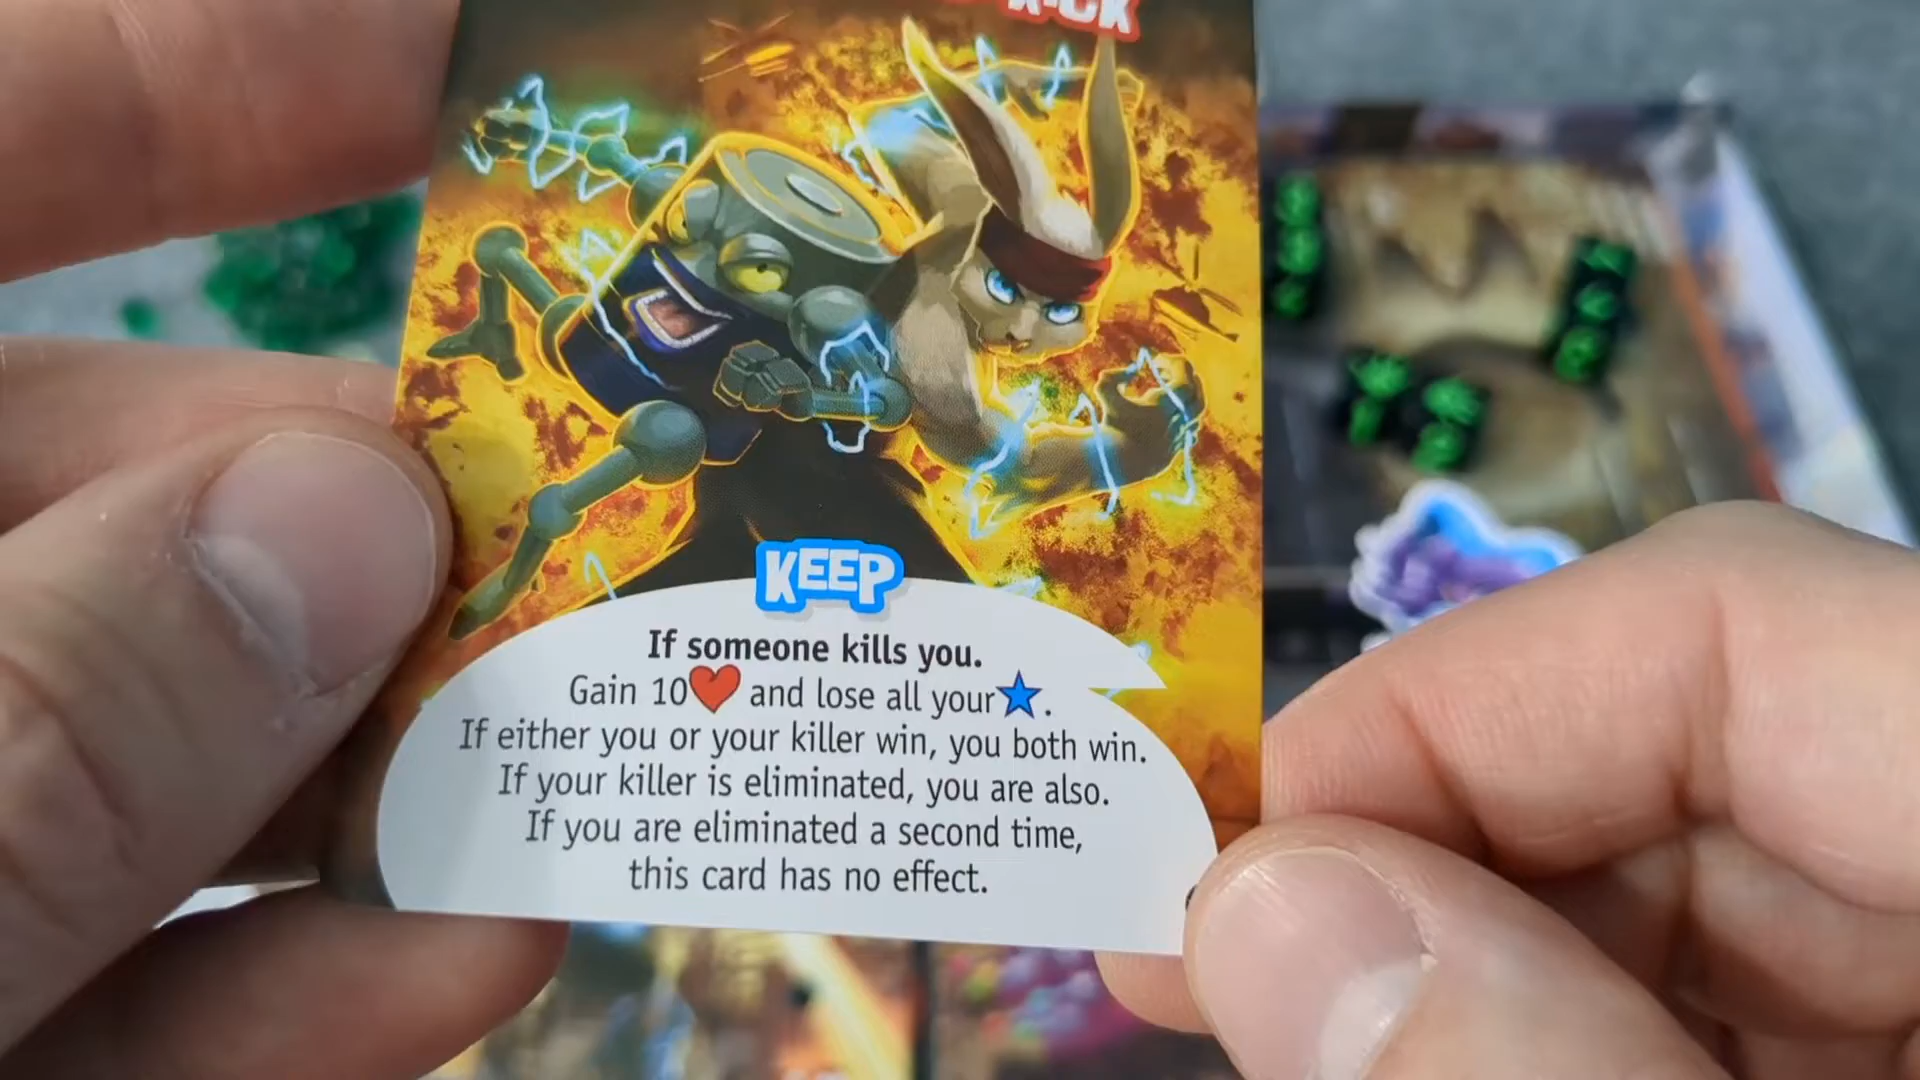 KEEP
If someone kills you.
Gain 10 and lose all your .
If either you or your killer win, you both win.
If your killer is eliminated, you are also.
If you are eliminated a second time,
this card has no effect.